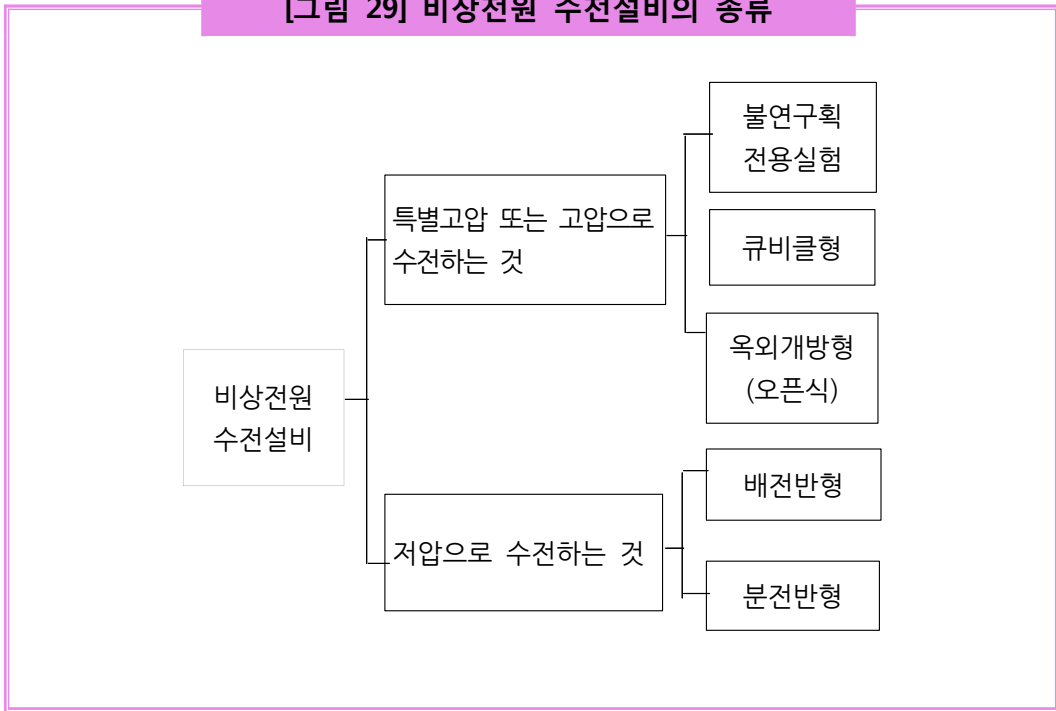 [그림 29] 비상전원 수전설비의 종류
불연구획
전용실험
특별고압 또는 고압으로
수전하는 것
큐비클형
옥외개방형
(오픈식)
비상전원
수전설비
배전반형
저압으로 수전하는 것
분전반형